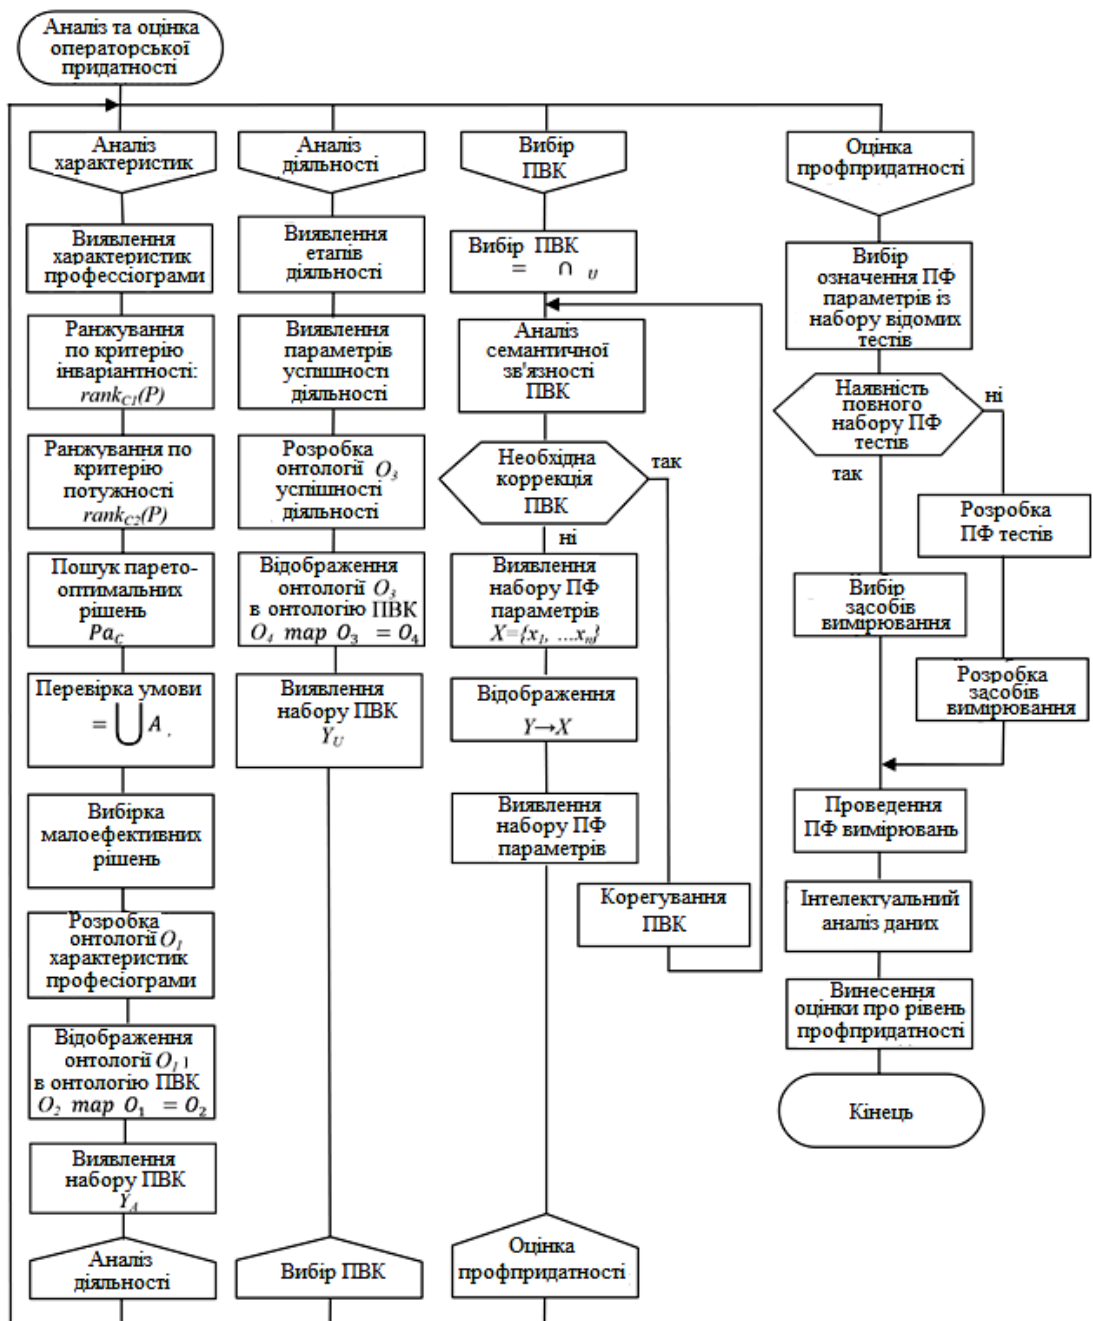 Аналіз та оцінка
операторської
придатності
Аналіз
характеристик
Виявлення
характеристик
профессіограми
Ранжування
по критерію
інваріантності:
rankC1(P)
Ранжування по
критерію
потужності
rankC2(P)
Пошук парето-
оптимальних
рішень
PaC
Перевірка умови
= ⋃ A .
Вибірка
малоефективних
рішень
Розробка
онтології O1
характеристик
професіограми
Відображення
онтології O1
в онтологію ПВК
O2 map O1 = O2
Виявлення
набору ПВК
YA
Аналіз
діяльності
Аналіз
діяльності
Виявлення
етапів
діяльності
Виявлення
параметрів
успішності
діяльності
Розробка
онтології O3
успішності
діяльності
Відображення
онтології O3
в онтологію ПВК
O4 map O3 = O4
Виявлення
набору ПВК
YU
Вибір ПВК
Вибір
ПВК
Вибір ПВК
= ∩ U
Аналіз
семантичної
зв'язності
ПВК
Необхідна
коррекція
ПВК
так
ні
Виявлення
набору ПФ
параметрів
X={x1, ...xn}
Відображення
Y→X
Виявлення
набору ПФ
параметрів
Корегування
ПВК
Оцінка
профпридатності
Оцінка
профпридатності
Вибір
означення ПФ
параметрів із
набору відомих
тестів
Наявність
повного
набору ПФ
тестів
ні
так
Розробка
ПФ тестів
Вибір
засобів
вимірювання
Розробка
засобів
вимірювання
Проведення
ПФ вимірювань
Інтелектуальний
аналіз даних
Винесення
оцінки про рівень
профпридатності
Кінець